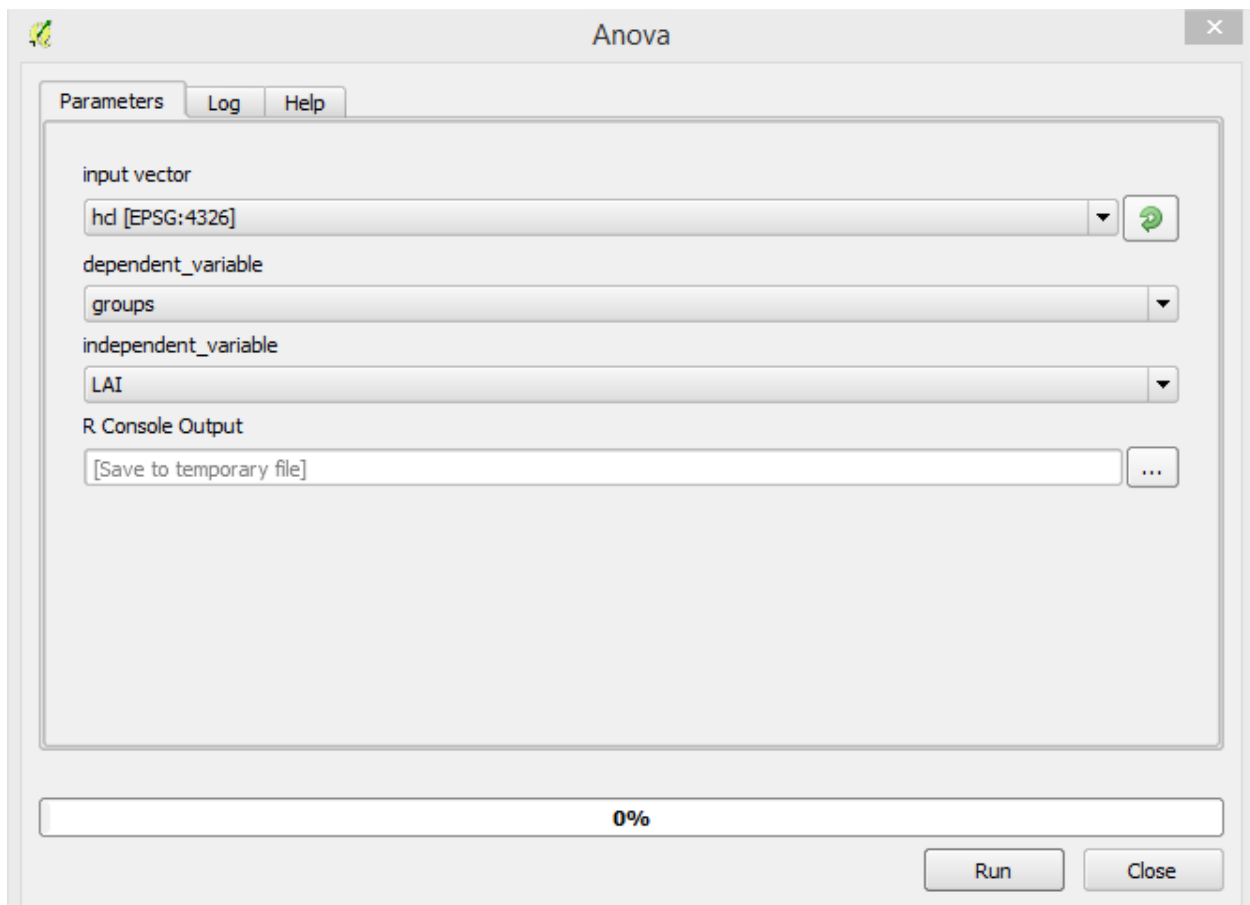 Anova
Parameters Log Help
input vector
hcl [EPSG:4326]
dependent_variable
groups
independent_variable
LAI
R Console Output
[Save to temporary file]
...
0%
Run Close